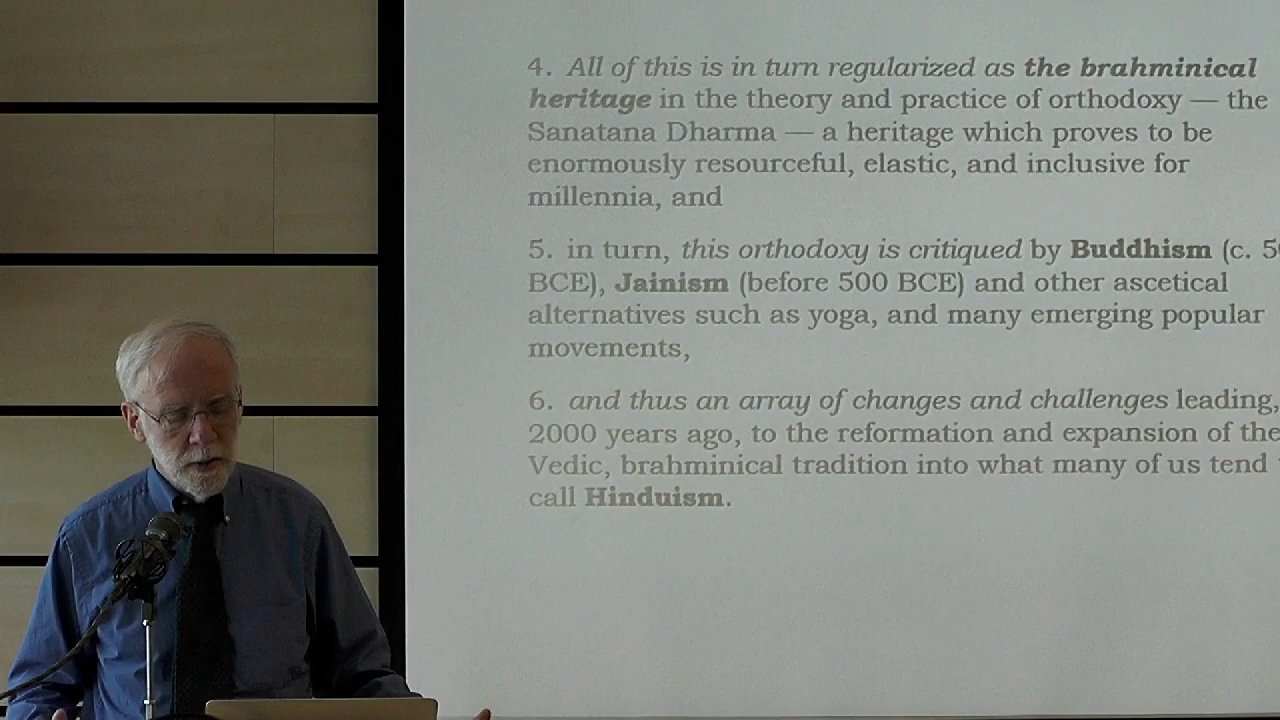 4. All of this is in turn regularized as the brahminical
heritage in the theory and practice of orthodoxy — the
Sanatana Dharma — a heritage which proves to be
enormously resourceful, elastic, and inclusive for
millennia, and
5. in turn, this orthodoxy is critiqued by Buddhism (c.
BCE), Jainism (before 500 BCE) and other ascetical
alternatives such as yoga, and many emerging popular
movements,
6. and thus an array of changes and challenges leading,
2000 years ago, to the reformation and expansion of the
Vedic, brahminical tradition into what many of us tend
call Hinduism.